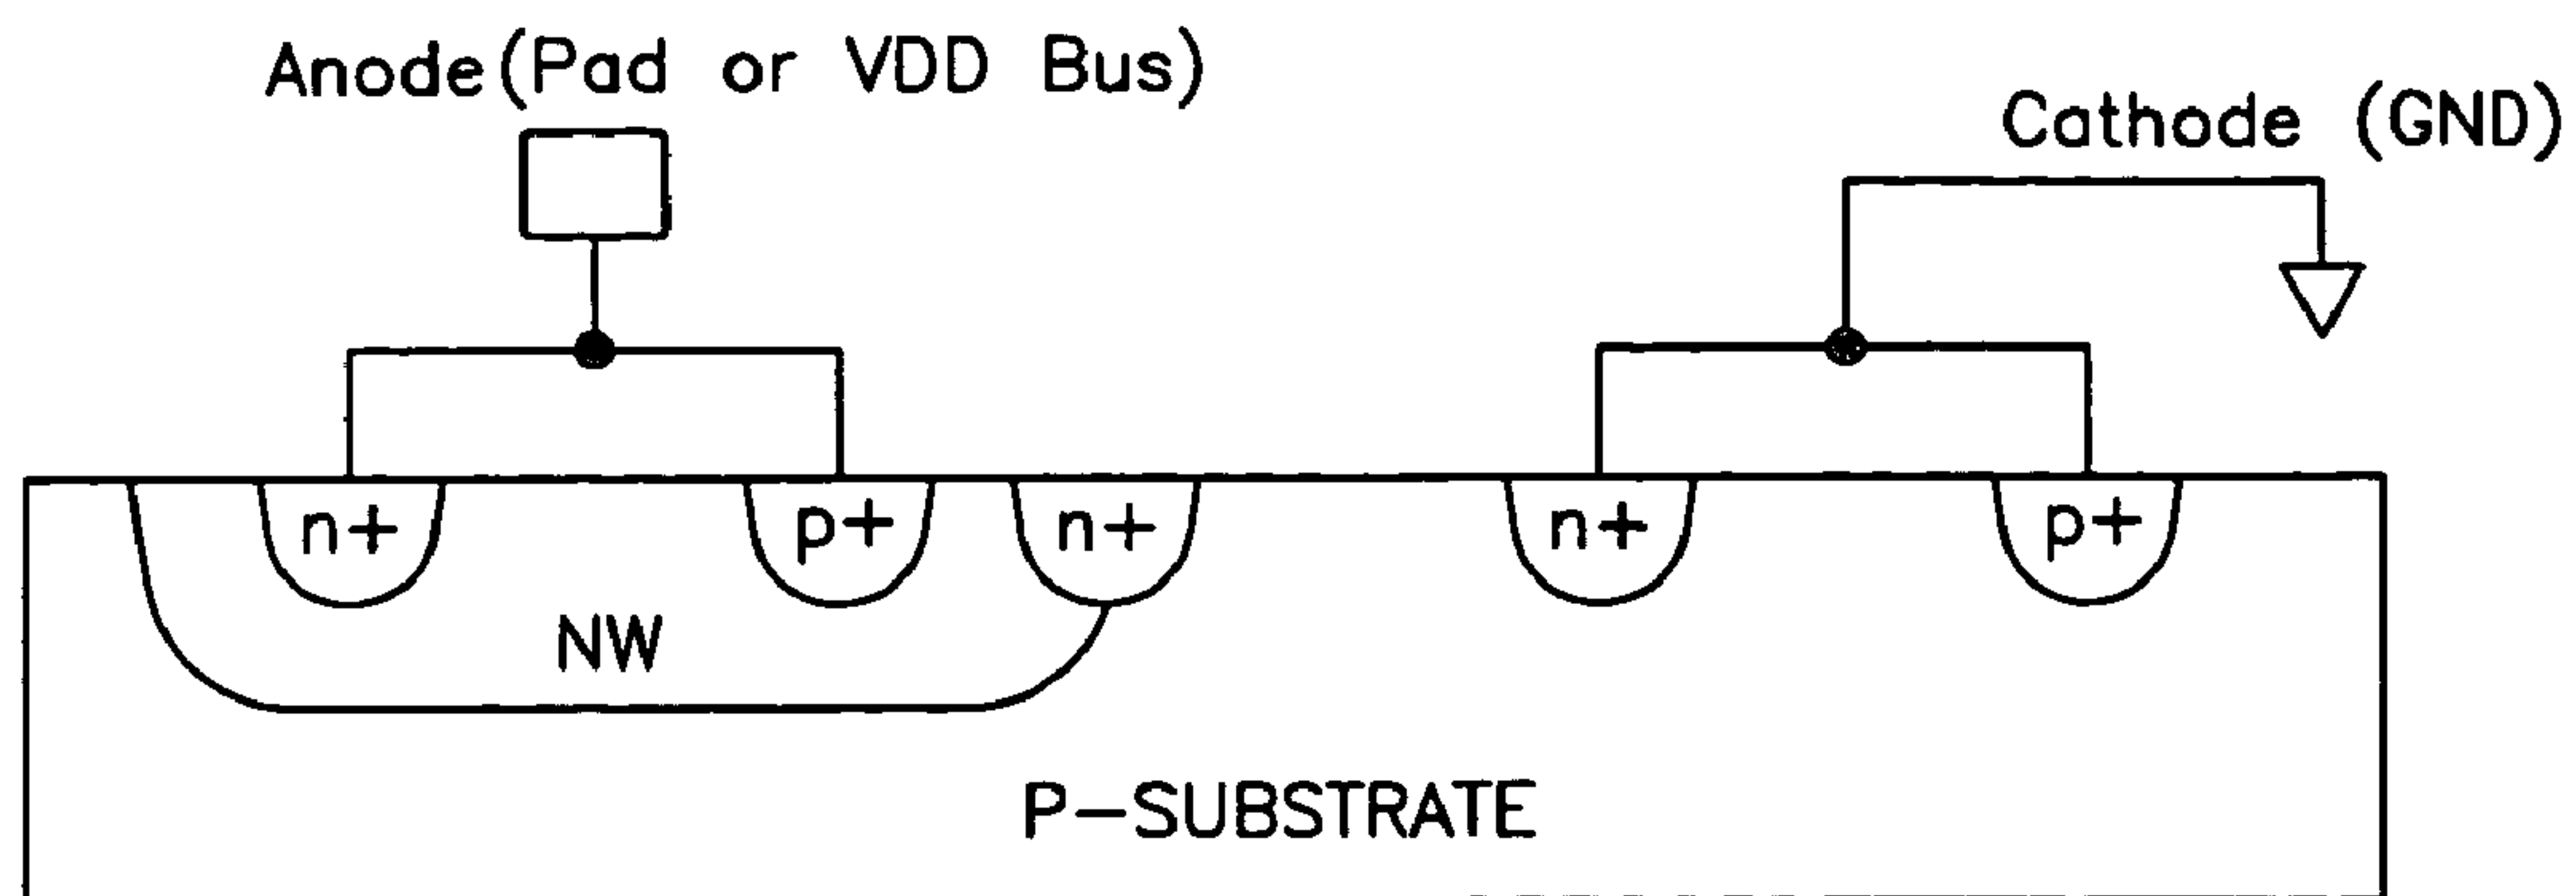 Anode(Pad or VDD Bus)
Cathode (GND)
n+
p+
n+
n+
p+
NW
P-SUBSTRATE